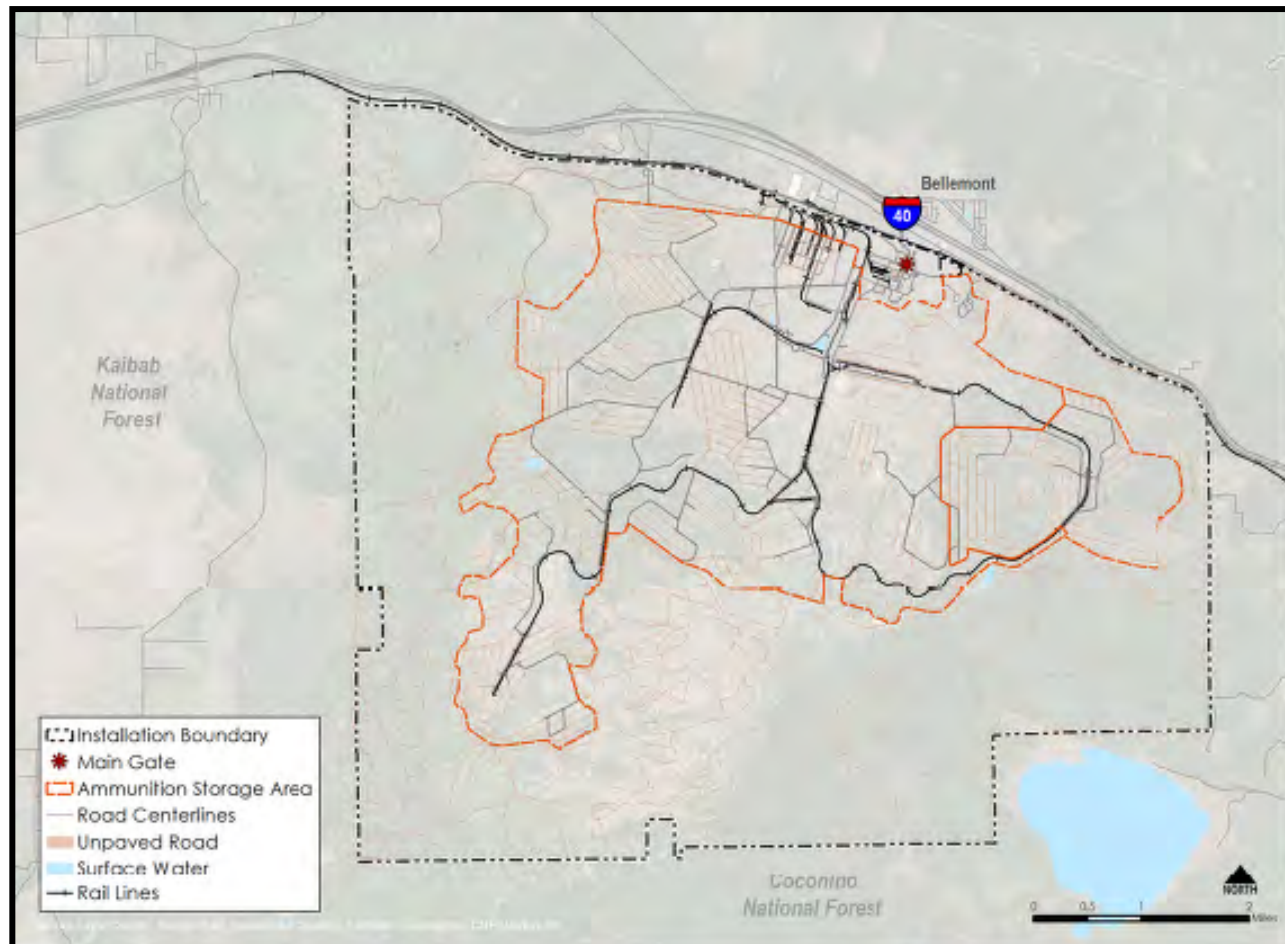 Bellemont
40
Kaibab
National
Forest
Installation Boundary
Main Gate
Ammunition Storage Area
Road Centerlines
Unpaved Road
Surface Water
Rail Lines
Coconino
National Forest
NORTH
0 0.5 1 2
Miles